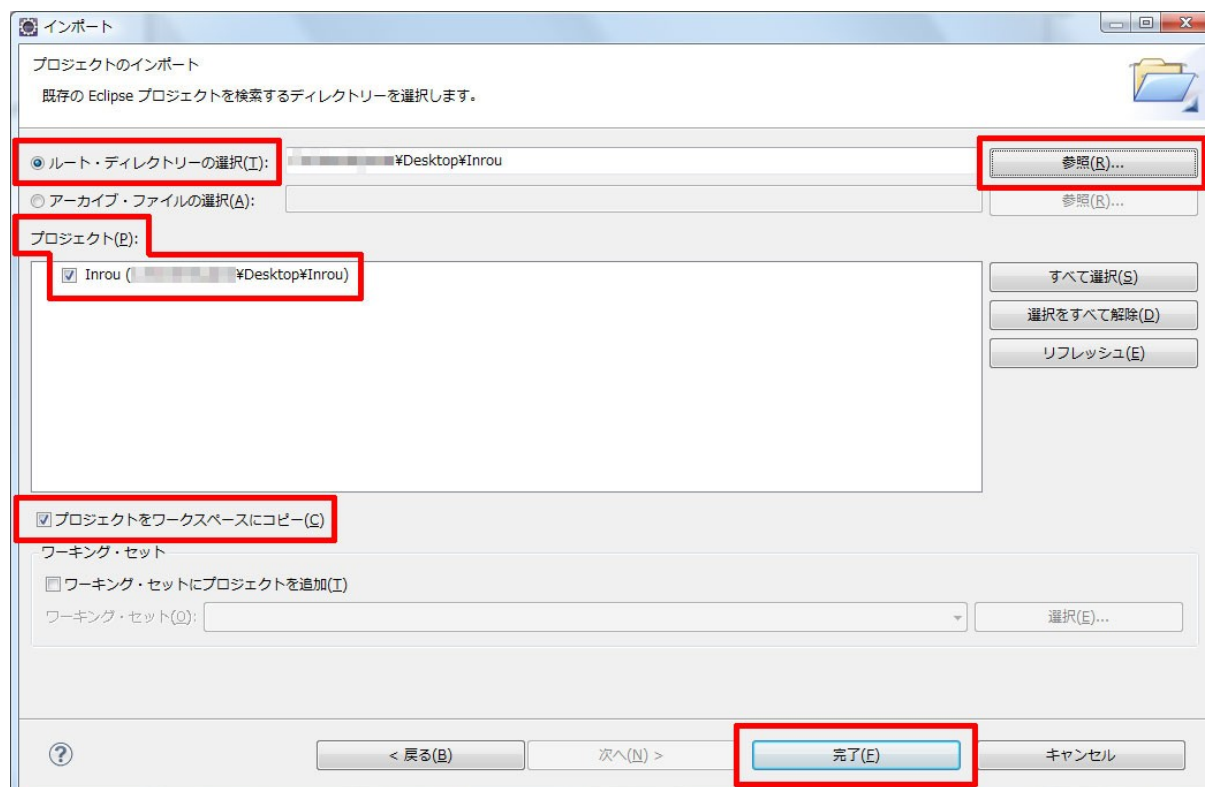 インポート
プロジェクトのインポート
既存の Eclipse プロジェクトを検索するディレクトリーを選択します。
ルート・ディレクトリーの選択(T): ¥Desktop¥Inrou 参照(R)...
アーカイブ・ファイルの選択(A): 参照(R)...
プロジェクト(P):
Inrou ( ¥Desktop¥Inrou)
すべて選択(S)
選択をすべて解除(D)
リフレッシュ(E)
プロジェクトをワークスペースにコピー(C)
ワーキング・セット
ワーキング・セットにプロジェクトを追加(T)
ワーキング・セット(O): 選択(E)...
< 戻る(B) 次へ(N) > 完了(F) キャンセル